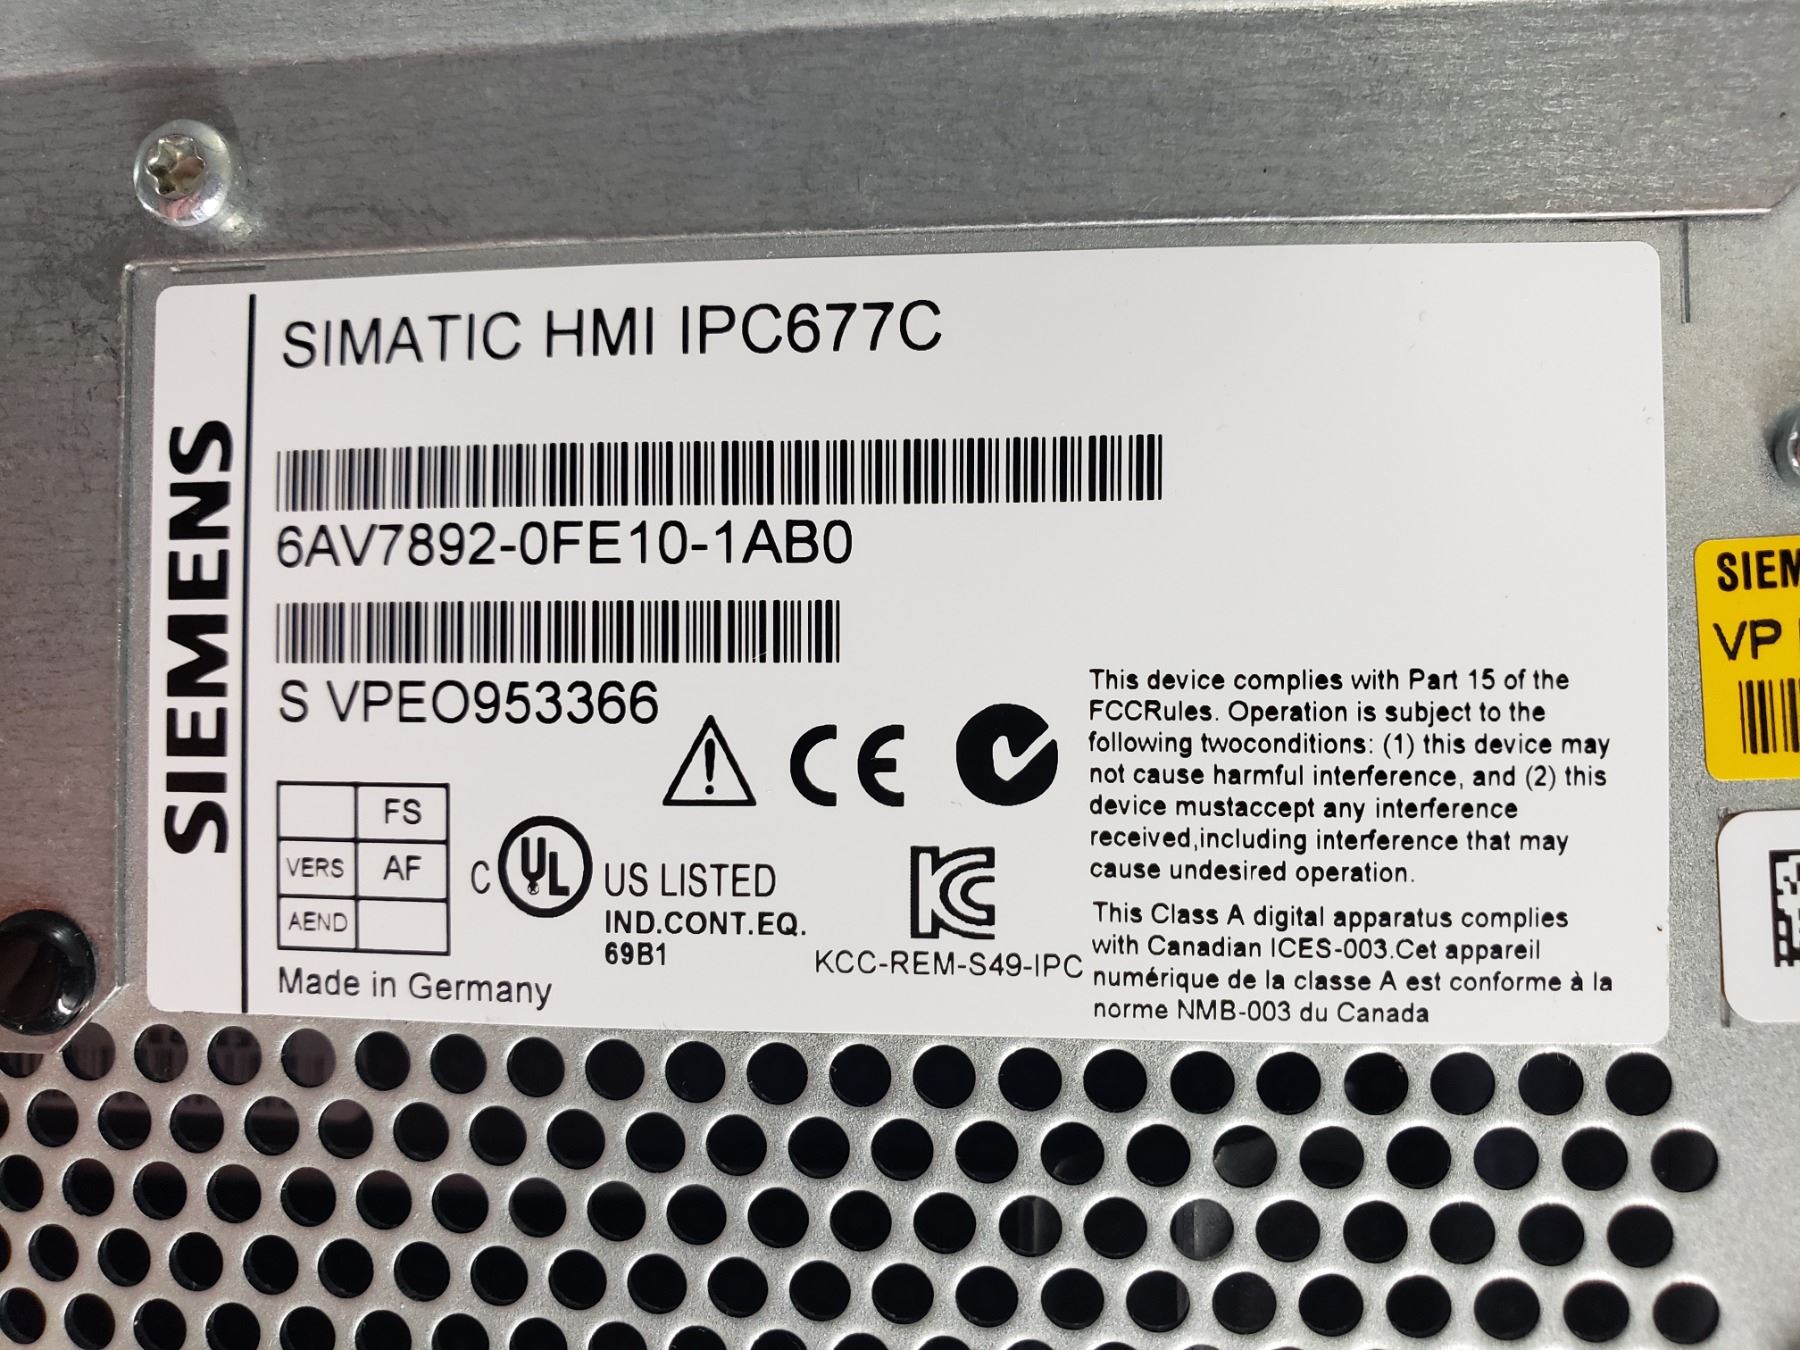 SIEMENS
SIMATIC HMI IPC677C
6AV7892-0FE10-1AB0
S VPEO953366
FS
VERS AF
AEND
Made in Germany
C UL US LISTED
IND.CONT.EQ.
69B1
CE
KC
KCC-REM-S49-IPC
This device complies with Part 15 of the
FCCRules. Operation is subject to the
following twoconditions: (1) this device may
not cause harmful interference, and (2) this
device mustaccept any interference
received,including interference that may
cause undesired operation.
This Class A digital apparatus complies
with Canadian ICES-003.Cet appareil
numérique de la classe A est conforme à la
norme NMB-003 du Canada
VP